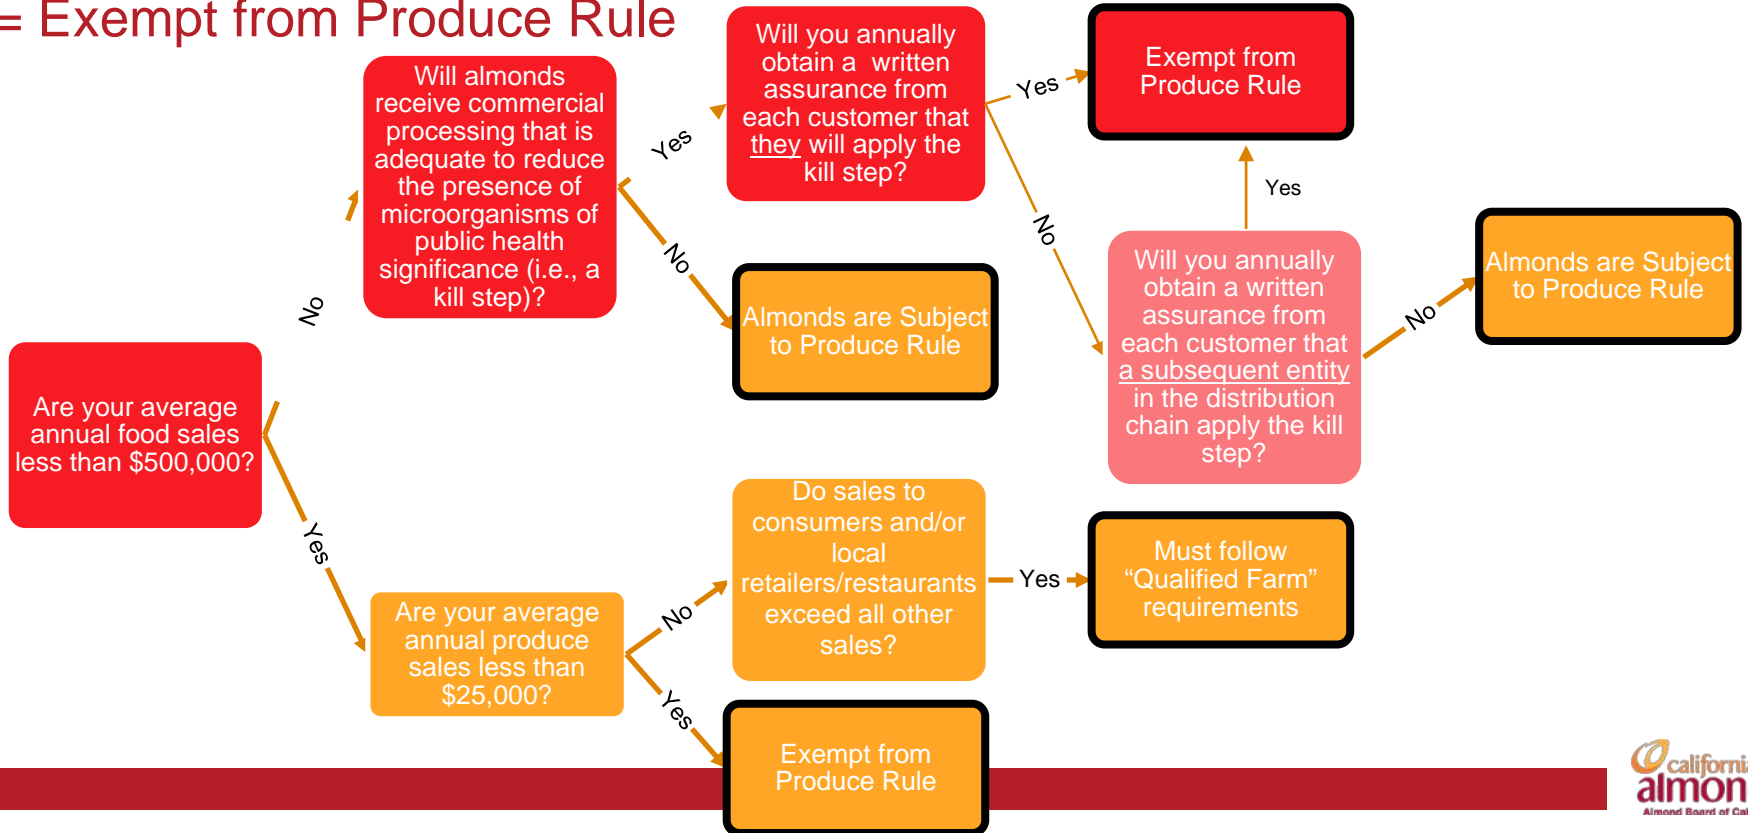 = Exempt from Produce Rule
Will almonds
receive commercial
processing that is
adequate to reduce
the presence of
microorganisms of
public health
significance (i.e., a
kill step)?
Yes
Will you annually
obtain a written
assurance from
each customer that
they will apply the
kill step?
Yes
Exempt from
Produce Rule
No
Almonds are Subject
to Produce Rule
No
Yes
Will you annually
obtain a written
assurance from
each customer that
a subsequent entity
in the distribution
chain apply the kill
step?
No
Almonds are Subject
to Produce Rule
No
Are your average
annual food sales
less than $500,000?
Yes
Are your average
annual produce
sales less than
$25,000?
No
Do sales to
consumers and/or
local
retailers/restaurants
exceed all other
sales?
Yes
Must follow
“Qualified Farm”
requirements
Yes
Exempt from
Produce Rule
california
almon
Almond Board of Cal